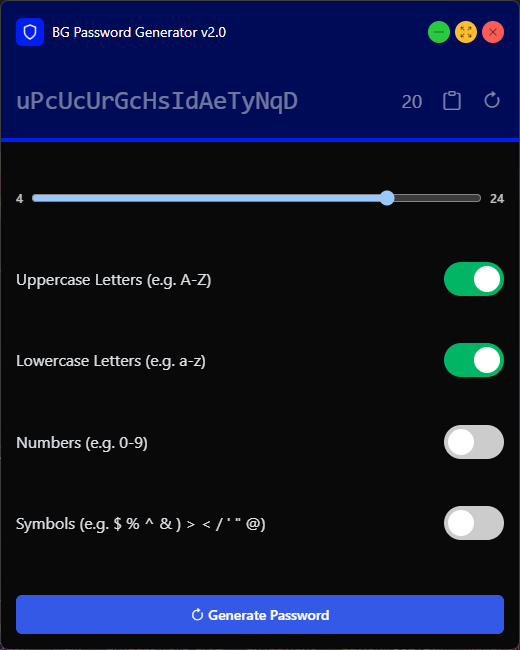 BG Password Generator v2.0
uPcUcUrGcHsIdAeTyNqD 20
4 24
Uppercase Letters (e.g. A-Z)
Lowercase Letters (e.g. a-z)
Numbers (e.g. 0-9)
Symbols (e.g. $ % ^ & ) > < / ' " @)
Generate Password